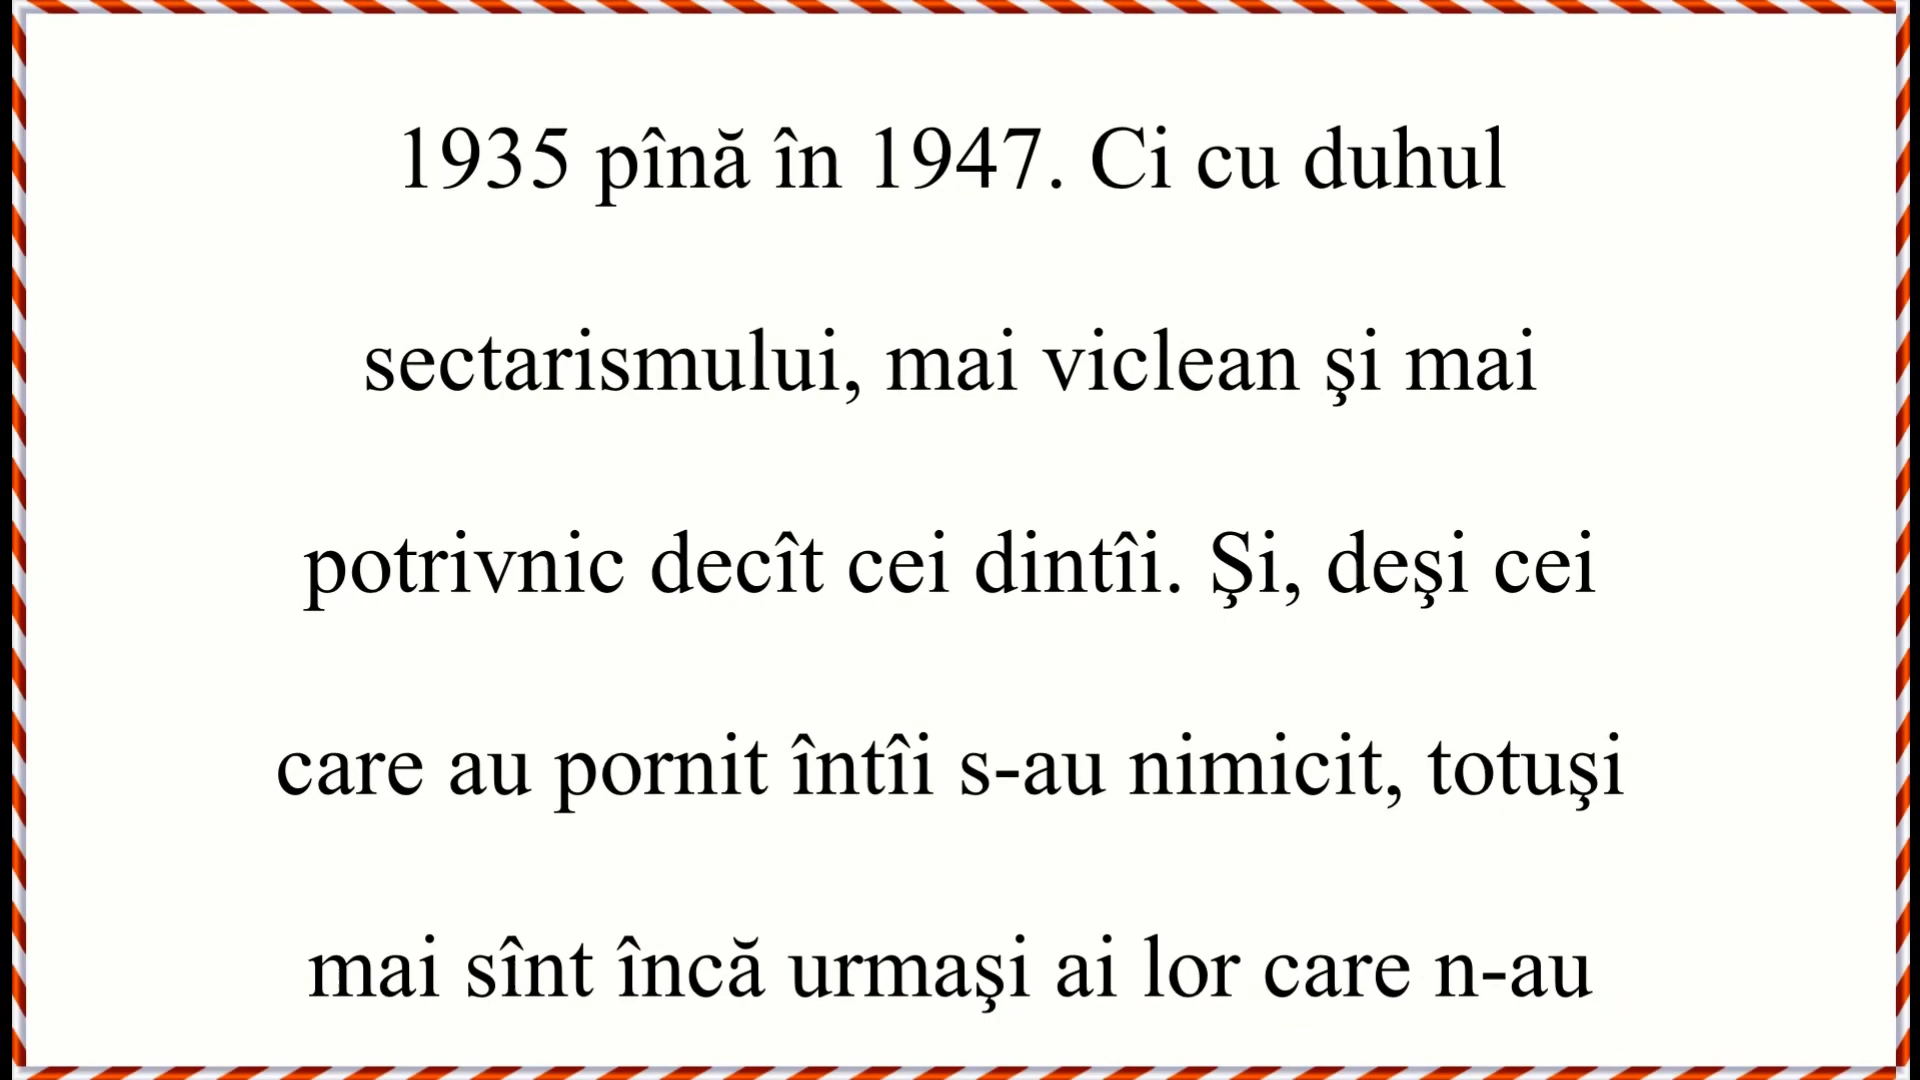 1935 pînă în 1947. Ci cu duhul
sectarismului, mai viclean şi mai
potrivnic decît cei dintîi. Şi, deşi cei
care au pornit întîi s-au nimicit, totuşi
mai sînt încă urmaşi ai lor care n-au